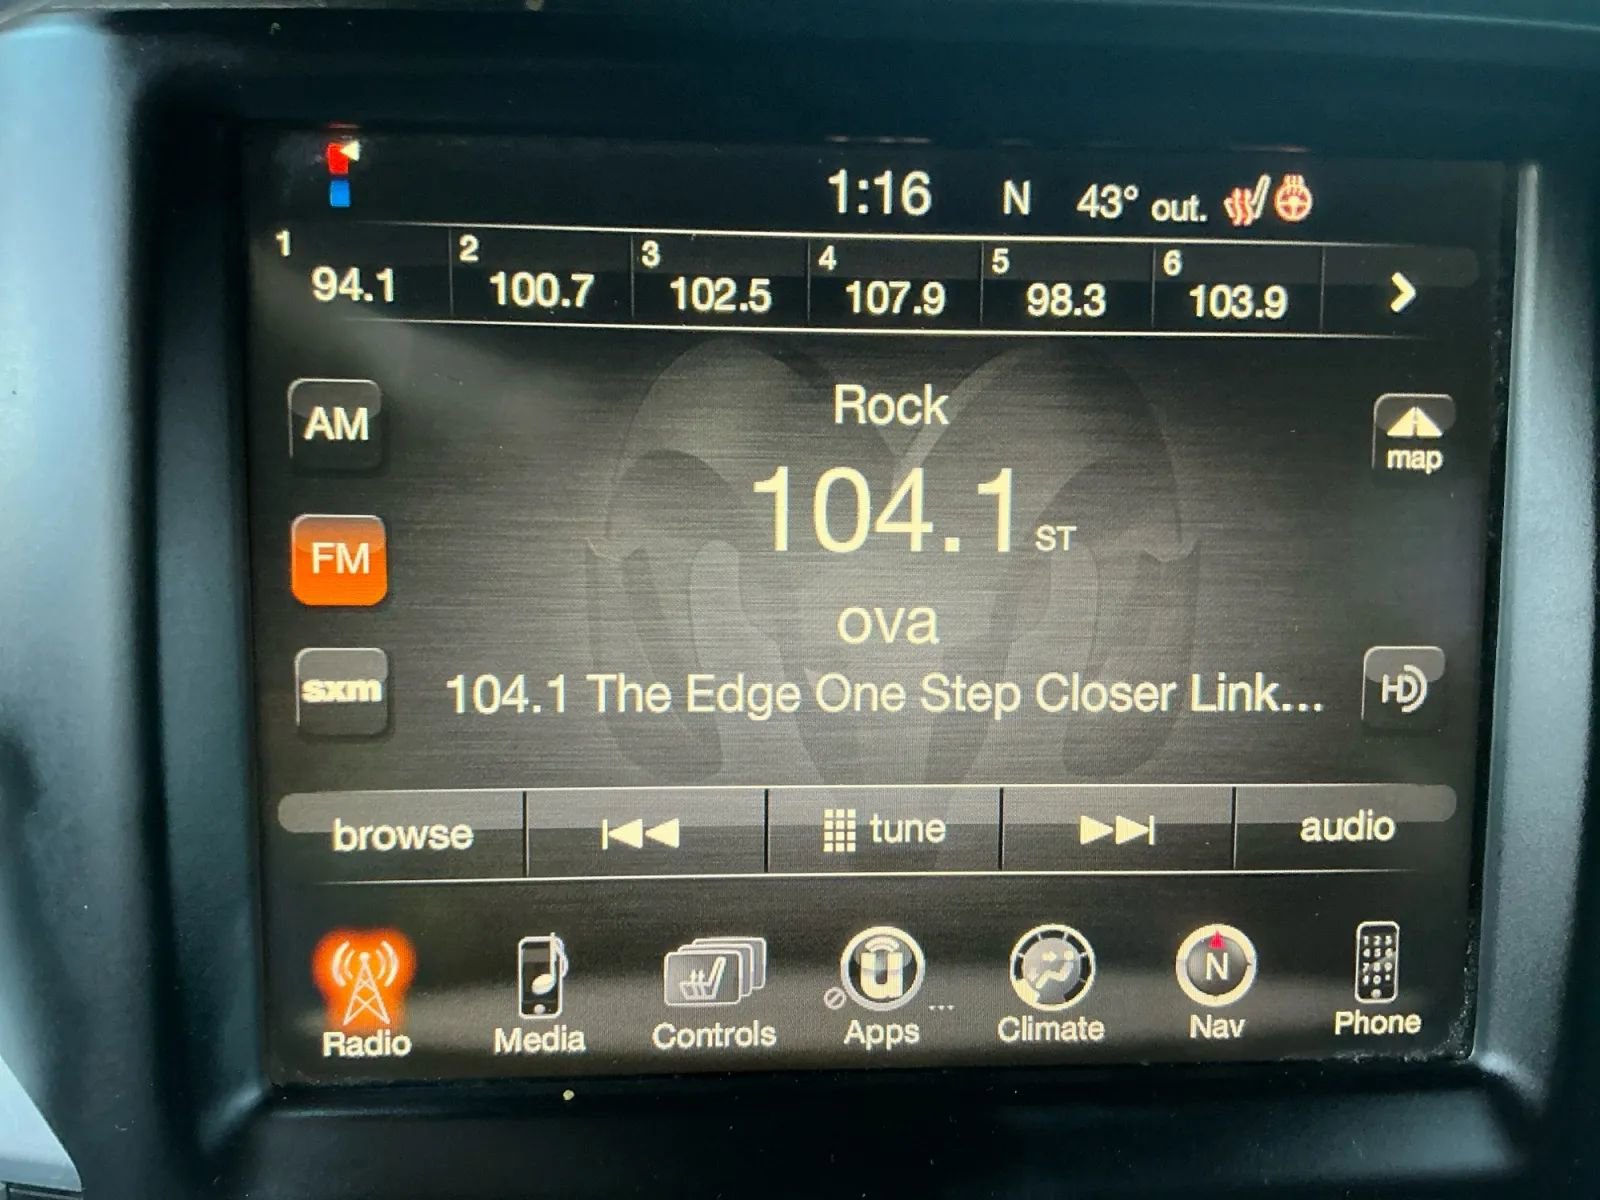 1:16 N 43° out.
1 94.1 2 100.7 3 102.5 4 107.9 5 98.3 6 103.9
Rock
AM
map
104.1 ST
FM
ova
sxm
104.1 The Edge One Step Closer Link...
HD
browse tune audio
N
Radio Media Controls Apps ... Climate Nav Phone